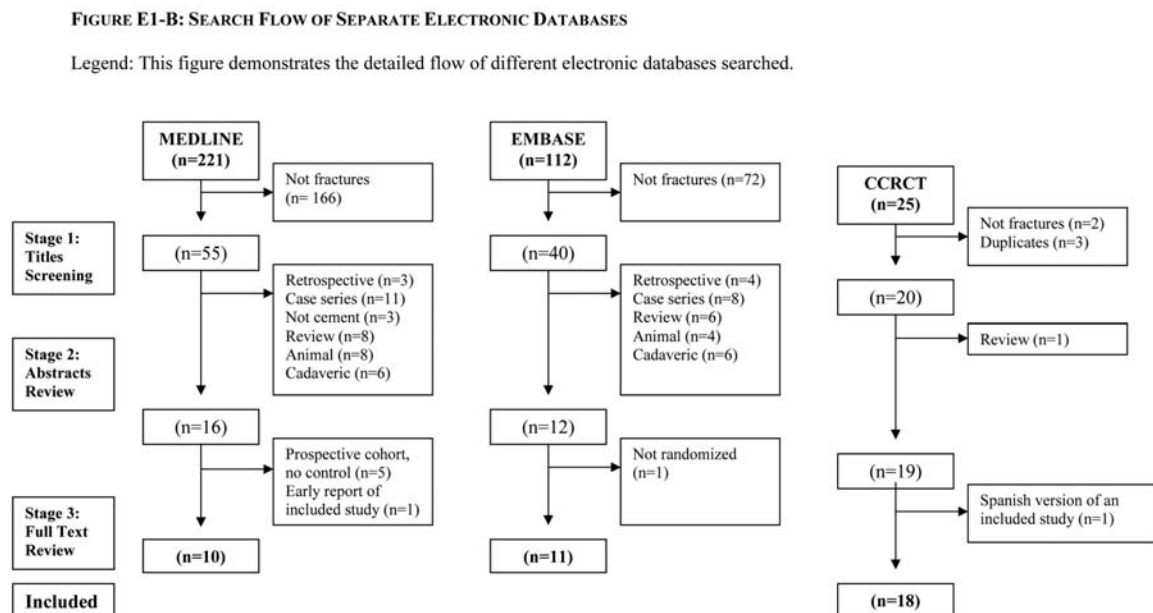 FIGURE E1-B: SEARCH FLOW OF SEPARATE ELECTRONIC DATABASES
Legend: This figure demonstrates the detailed flow of different electronic databases searched.
MEDLINE
(n=221)
Not fractures
(n= 166)
Stage 1:
Titles
Screening
(n=55)
Retrospective (n=3)
Case series (n=11)
Not cement (n=3)
Review (n=8)
Animal (n=8)
Cadaveric (n=6)
Stage 2:
Abstracts
Review
(n=16)
Prospective cohort,
no control (n=5)
Early report of
included study (n=1)
Stage 3:
Full Text
Review
(n=10)
Included
EMBASE
(n=112)
Not fractures (n=72)
(n=40)
Retrospective (n=4)
Case series (n=8)
Review (n=6)
Animal (n=4)
Cadaveric (n=6)
(n=12)
Not randomized
(n=1)
(n=11)
CCRCT
(n=25)
Not fractures (n=2)
Duplicates (n=3)
(n=20)
Review (n=1)
(n=19)
Spanish version of an
included study (n=1)
(n=18)